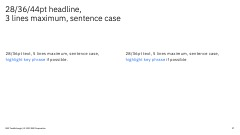 28/36/44pt headline,
3 lines maximum, sentence case
28/36pt text, 5 lines maximum, sentence case,
highlight key phrase if possible
28/36pt text, 5 lines maximum, sentence case,
highlight key phrase if possible